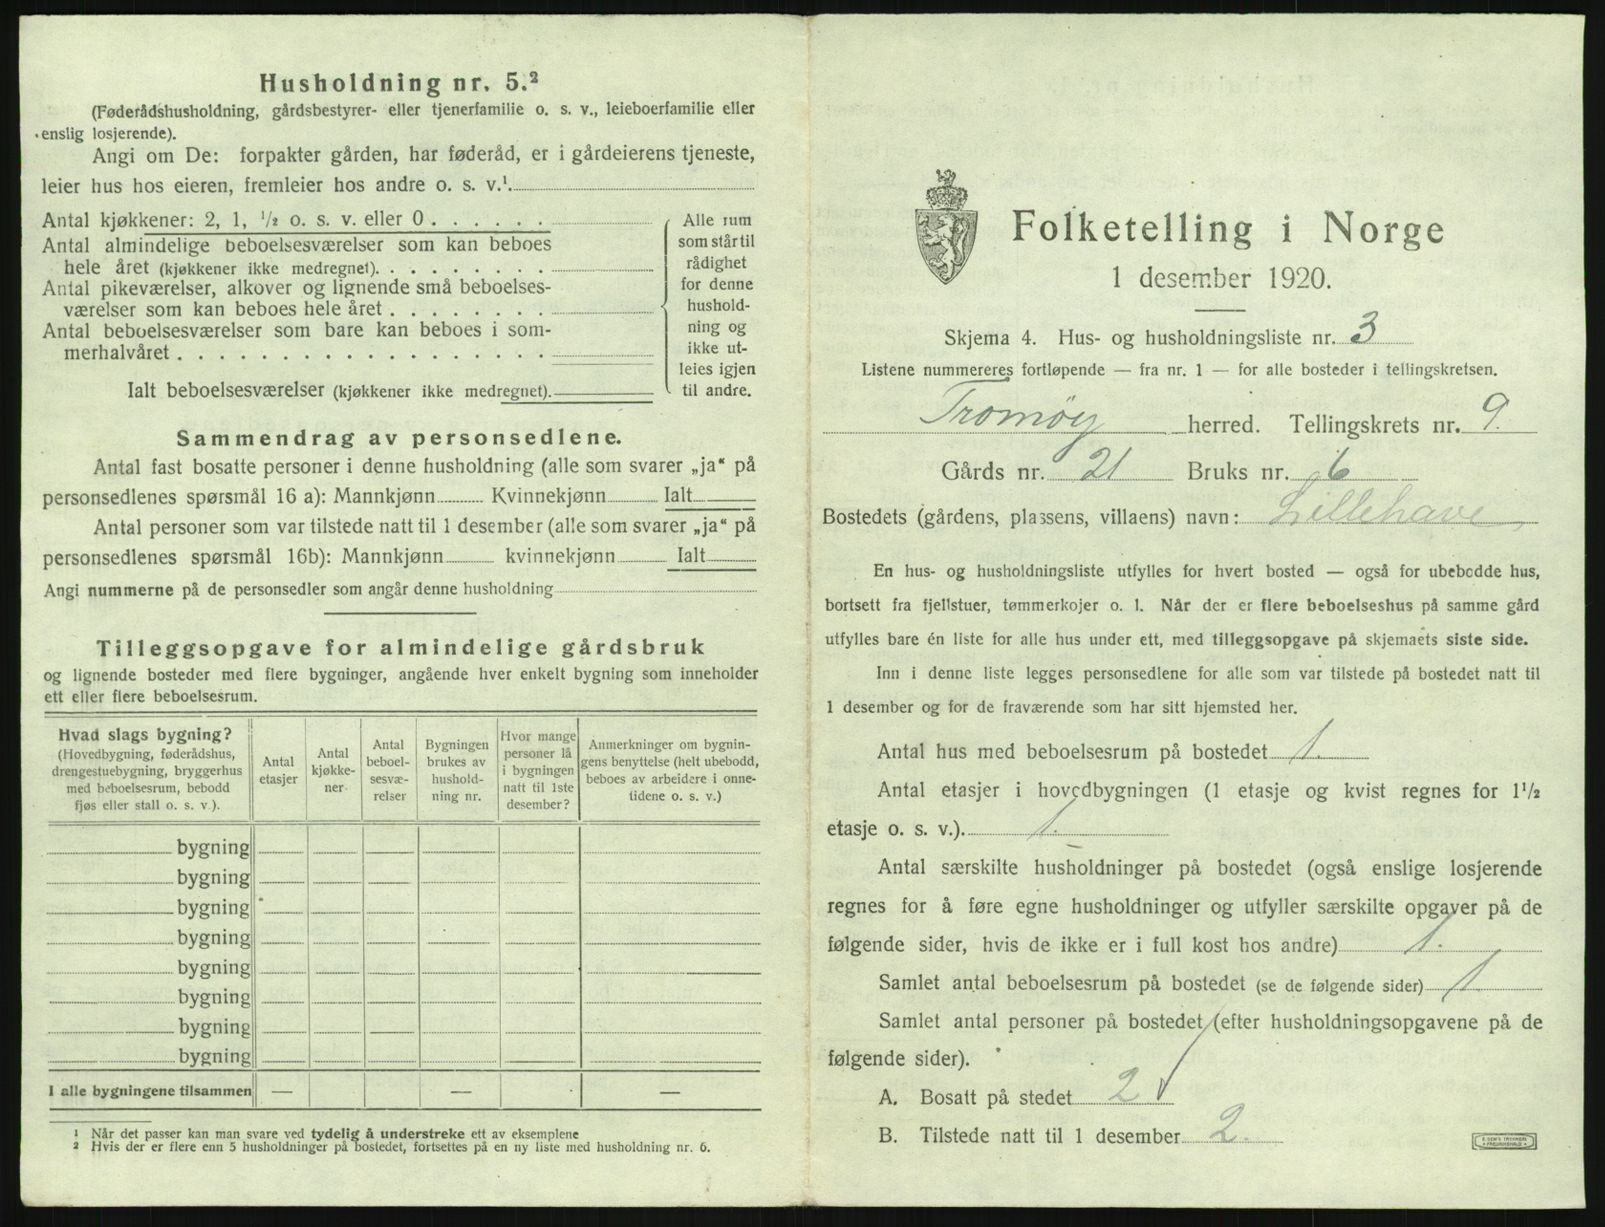 Husholdning nr. 5.²
(Føderådshusholdning, gårdsbestyrer- eller tjenerfamilie o. s. v., leieboerfamilie eller
enslig losjerende).
Angi om De: forpakter gården, har føderåd, er i gårdeierens tjeneste,
leier hus hos eieren, fremleier hos andre o. s. v.¹
Antal kjøkkener: 2, 1, ½ o. s. v. eller 0 . . . . . .
Antal almindelige beboelsesværelser som kan beboes
hele året (kjøkkener ikke medregnet). . . . . . . . .
Antal pikeværelser, alkover og lignende små beboelses-
værelser som kan beboes hele året . . . . . . . .
Antal beboelsesværelser som bare kan beboes i som-
merhalvåret . . . . . . . . . . . . . . . . . .
Ialt beboelsesværelser (kjøkkener ikke medregnet).
Alle rum
som står til
rådighet
for denne
hushold-
ning og
ikke ut-
leies igjen
til andre.
Sammendrag av personsedlene.
Antal fast bosatte personer i denne husholdning (alle som svarer „ja“ på
personsedlenes spørsmål 16 a): Mannkjønn Kvinnekjønn Ialt
Antal personer som var tilstede natt til 1 desember (alle som svarer „ja“ på
personsedlenes spørsmål 16b): Mannkjønn kvinnekjønn Ialt
Angi nummerne på de personsedler som angår denne husholdning
Tilleggsopgave for almindelige gårdsbruk
og lignende bosteder med flere bygninger, angående hver enkelt bygning som inneholder
ett eller flere beboelsesrum.
Hvad slags bygning?
(Hovedbygning, føderådshus,
drengestuebygning, bryggerhus
med beboelsesrum, bebodd
fjøs eller stall o. s. v.).
Antal
etasjer
Antal
kjøkke-
ner
Antal
beboel-
sesvæ-
relser
Bygningen
brukes av
hushold-
ning nr.
Hvor mange
personer lå
i bygningen
natt til 1ste
desember?
Anmerkninger om bygnin-
gens benyttelse (helt ubebodd,
beboes av arbeidere i onne-
tidene o. s. v.)
bygning
bygning
bygning
bygning
bygning
bygning
bygning
bygning
I alle bygningene tilsammen — — —
¹ Når det passer kan man svare ved tydelig å understreke ett av eksemplene
² Hvis der er flere enn 5 husholdninger på bostedet, fortsettes på en ny liste med husholdning nr. 6.
Folketelling i Norge
1 desember 1920.
Skjema 4. Hus- og husholdningsliste nr. 3
Listene nummereres fortløpende — fra nr. 1 — for alle bosteder i tellingskretsen.
Tromøy herred. Tellingskrets nr. 9.
Gårds nr. 21 Bruks nr. 6
Bostedets (gårdens, plassens, villaens) navn: Lillehave
En hus- og husholdningsliste utfylles for hvert bosted — også for ubebodde hus,
bortsett fra fjellstuer, tømmerkojer o. l. Når der er flere beboelseshus på samme gård
utfylles bare én liste for alle hus under ett, med tilleggsopgave på skjemaets siste side.
Inn i denne liste legges personsedlene for alle som var tilstede på bostedet natt til
1 desember og for de fraværende som har sitt hjemsted her.
Antal hus med beboelsesrum på bostedet 1.
Antal etasjer i hovedbygningen (1 etasje og kvist regnes for 1½
etasje o. s. v.). 1.
Antal særskilte husholdninger på bostedet (også enslige losjerende
regnes for å føre egne husholdninger og utfyller særskilte opgaver på de
følgende sider, hvis de ikke er i full kost hos andre) 1.
Samlet antal beboelsesrum på bostedet (se de følgende sider) 1.
Samlet antal personer på bostedet (efter husholdningsopgavene på de
følgende sider).
A. Bosatt på stedet 2
B. Tilstede natt til 1 desember 2.